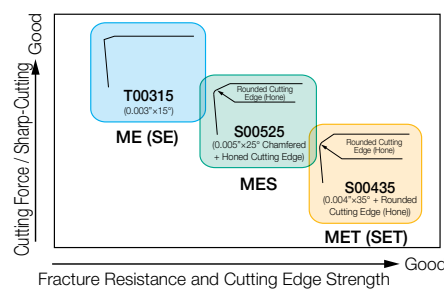 Good
Cutting Force / Sharp-Cutting
T00315
(0.003"×15°)
ME (SE)
Rounded Cutting
Edge (Hone)
S00525
(0.005"×25° Chamfered
+ Honed Cutting Edge)
MES
Rounded Cutting
Edge (Hone)
S00435
(0.004"×35° + Rounded
Cutting Edge (Hone))
MET (SET)
Good
Fracture Resistance and Cutting Edge Strength